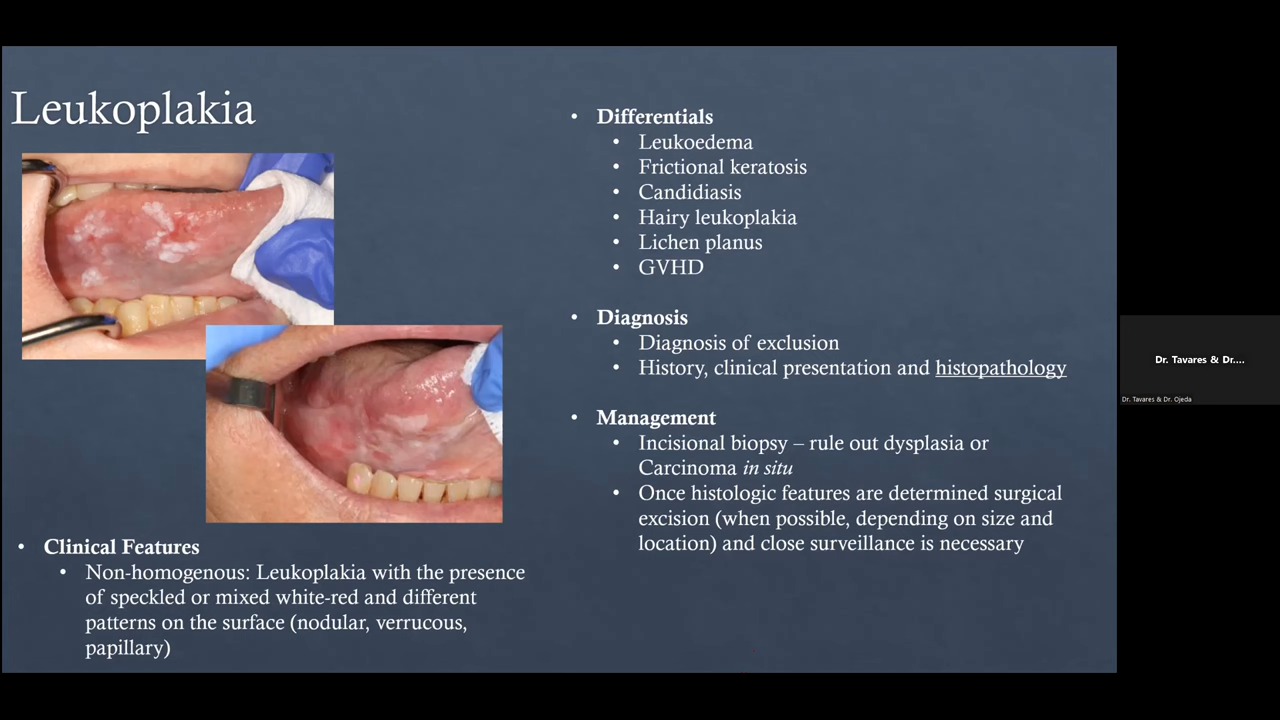 Leukoplakia
• Clinical Features
• Non-homogenous: Leukoplakia with the presence
of speckled or mixed white-red and different
patterns on the surface (nodular, verrucous,
papillary)
• Differentials
• Leukoedema
• Frictional keratosis
• Candidiasis
• Hairy leukoplakia
• Lichen planus
• GVHD
• Diagnosis
• Diagnosis of exclusion
• History, clinical presentation and histopathology
• Management
• Incisional biopsy – rule out dysplasia or
Carcinoma in situ
• Once histologic features are determined surgical
excision (when possible, depending on size and
location) and close surveillance is necessary
Dr. Tavares & Dr....
Dr. Tavares & Dr. Ojeda